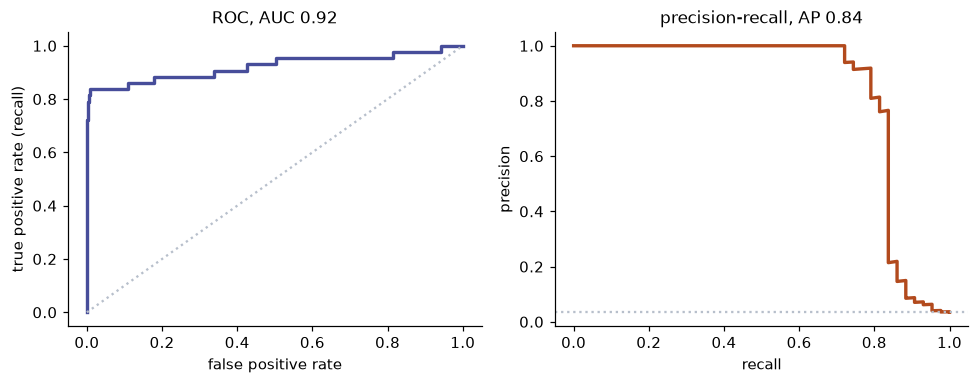 ROC, AUC 0.92
true positive rate (recall)
1.0
0.8
0.6
0.4
0.2
0.0
0.0 0.2 0.4 0.6 0.8 1.0
false positive rate
precision-recall, AP 0.84
precision
1.0
0.8
0.6
0.4
0.2
0.0
0.0 0.2 0.4 0.6 0.8 1.0
recall